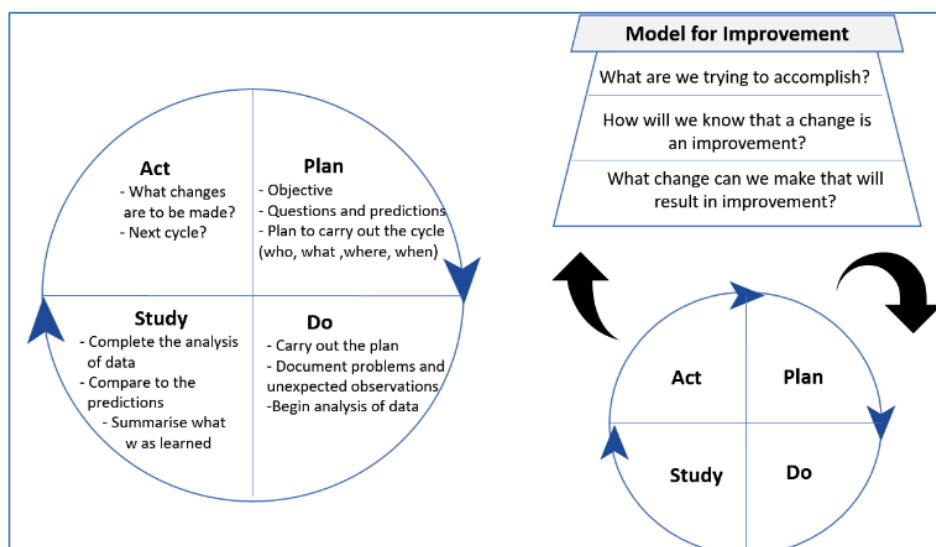 Act
- What changes
are to be made?
- Next cycle?
Plan
- Objective
- Questions and predictions
- Plan to carry out the cycle
(who, what ,where, when)
Study
- Complete the analysis
of data
- Compare to the
predictions
- Summarise what
w as learned
Do
- Carry out the plan
- Document problems and
unexpected observations
-Begin analysis of data
Model for Improvement
What are we trying to accomplish?
How will we know that a change is
an improvement?
What change can we make that will
result in improvement?
Act
Plan
Study
Do